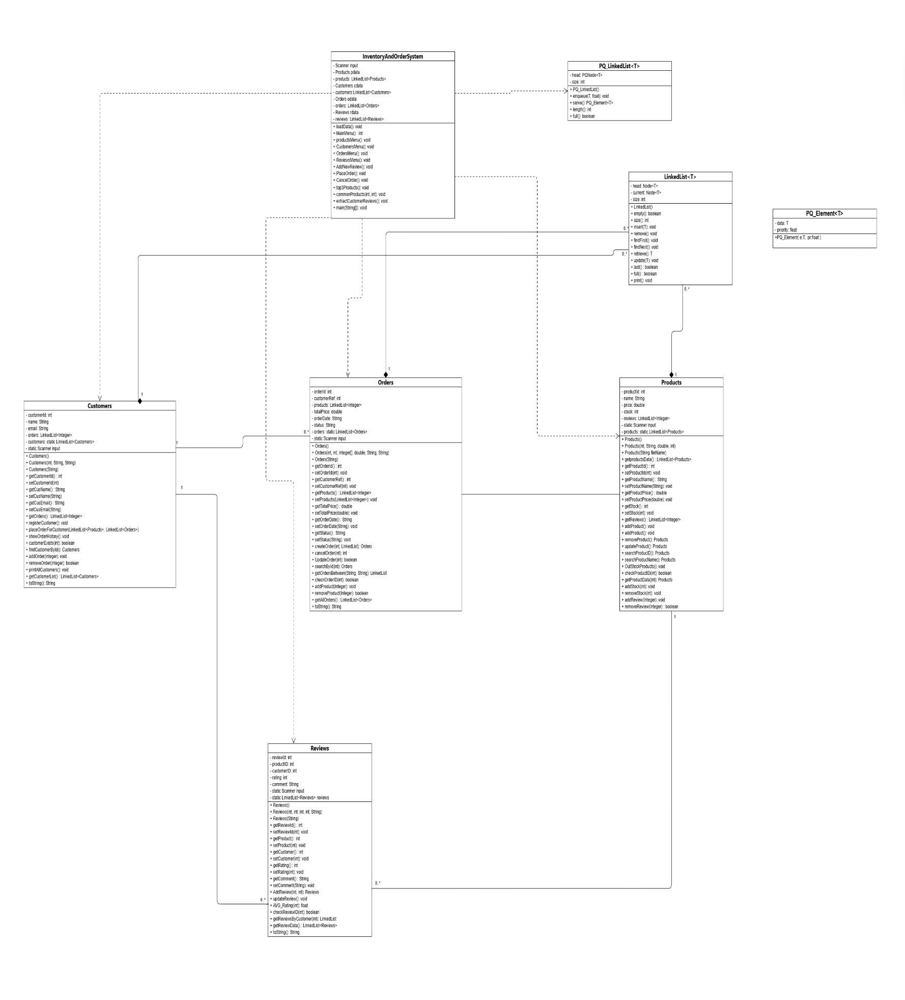 InventoryAndOrderSystem
- Scanner input
- Products pdata
- products: LinkedList<Products>
- Customers cdata
- customers:LinkedList<Customers>
- Orders odata
- orders: LinkedList<Orders>
- Reviews rdata
- reviews: LinkedList<Reviews>
+ loadData(): void
+ MainMenu() : int
+ productsMenu(): void
+ CustomersMenu(): void
+ OrdersMenu(): void
+ ReviewsMenu(): void
+ AddNewReview(): void
+ PlaceOrder(): void
+ CancelOrder(): void
+ top3Products(): void
+ commonProducts(int, int): void
+ extractCustomerReviews(): void
+ main(String[]): void
PQ_LinkedList<T>
- head: PQNode<T>
- size: int
+ PQ_LinkedList()
+ enqueue(T, float): void
+ serve(): PQ_Element<T>
+ length(): int
+ full(): boolean
LinkedList<T>
- head: Node<T>
- current: Node<T>
- size: int
+ LinkedList()
+ empty(): boolean
+ size(): int
+ insert(T): void
+ remove(): void
+ findFirst(): void
+ findNext(): void
+ retrieve(): T
+ update(T): void
+ last() : boolean
+ full() : boolean
+ print(): void
0..*
0..*
0..*
PQ_Element<T>
- data: T
- priority: float
+PQ_Element( e:T,  pr:float )
1
1
1
Customers
- customerId: int
- name: String
- email: String
- orders: LinkedList<Integer>
- customers: static LinkedList<Customers>
- static Scanner input
+ Customers()
+ Customers(int, String, String)
+ Customers(String)
+ getCustomerId() : int
+ setCustomerId(int)
+ getCusName() : String
+ setCusName(String)
+ getCusEmail() : String
+ setCusEmail(String)
+ getOrders() : LinkedList<Integer>
+ registerCustomer(): void
+ placeOrderForCustomer(LinkedList<Products>, LinkedList<Orders>)
+ showOrderHistory(): void
+ customerExists(int): boolean
+ findCustomerById(): Customers
+ addOrder(Integer): void
+ removeOrder(Integer): boolean
+ printAllCustomers(): void
+ getCustomerList() : LinkedList<Customers>
+ toString(): String
1
0..*
1
Orders
- orderId: int
- customerRef: int
- products: LinkedList<Integer>
- totalPrice: double
- orderDate: String
- status: String
- orders: static LinkedList<Orders>
- static Scanner input
+ Orders()
+ Orders(int, int, Integer[], double, String, String)
+ Orders(String)
+ getOrderId() : int
+ setOrderId(int): void
+ getCustomerRef() : int
+ setCustomerRef(int): void
+ getProducts() : LinkedList<Integer>
+ setProducts(LinkedList<Integer>): void
+ getTotalPrice() : double
+ setTotalPrice(double): void
+ getOrderDate() : String
+ setOrderDate(String): void
+ getStatus() : String
+ setStatus(String): void
+ createOrder(int, LinkedList): Orders
+ cancelOrder(int): int
+ UpdateOrder(int): boolean
+ searchById(int): Orders
+ getOrdersBetween(String, String): LinkedList
+ checkOrderID(int): boolean
+ addProduct(Integer): void
+ removeProduct(Integer): boolean
+ getAllOrders() : LinkedList<Orders>
+ toString(): String
Products
- productId: int
- name: String
- price: double
- stock: int
- reviews: LinkedList<Integer>
- static Scanner input
- products: static LinkedList<Products>
+ Products()
+ Products(int, String, double, int)
+ Products(String fileName)
+ getproductsData() : LinkedList<Products>
+ getProductId() : int
+ setProductId(int): void
+ getProductName() : String
+ setProductName(String): void
+ getProductPrice() : double
+ setProductPrice(double): void
+ getStock() : int
+ setStock(int): void
+ getReviews() : LinkedList<Integer>
+ addProduct(): void
+ addProduct(): void
+ removeProduct(): Products
+ updateProduct(): Products
+ searchProducID(): Products
+ searchProducName(): Products
+ OutStockProducts(): void
+ checkProductID(int): boolean
+ getProductData(int): Products
+ addStock(int): void
+ removeStock(int): void
+ addReview(Integer): void
+ removeReview(Integer) : boolean
1
Reviews
- reviewId: int
- productID: int
- customerID: int
- rating: int
- comment: String
- static Scanner input
- static LinkedList<Reviews> reviews
+ Reviews()
+ Reviews(int, int, int, int, String)
+ Reviews(String)
+ getReviewId() : int
+ setReviewId(int): void
+ getProduct() : int
+ setProduct(int): void
+ getCustomer() : int
+ setCustomer(int): void
+ getRating() : int
+ setRating(int): void
+ getComment() : String
+ setComment(String): void
+ AddReview(int, int): Reviews
+ updateReview(): void
+ AVG_Rating(int): float
+ checkReviewID(int): boolean
+ getReviewsByCustomer(int): LinkedList
+ getReviewData() : LinkedList<Reviews>
+ toString(): String
0..*
0..*